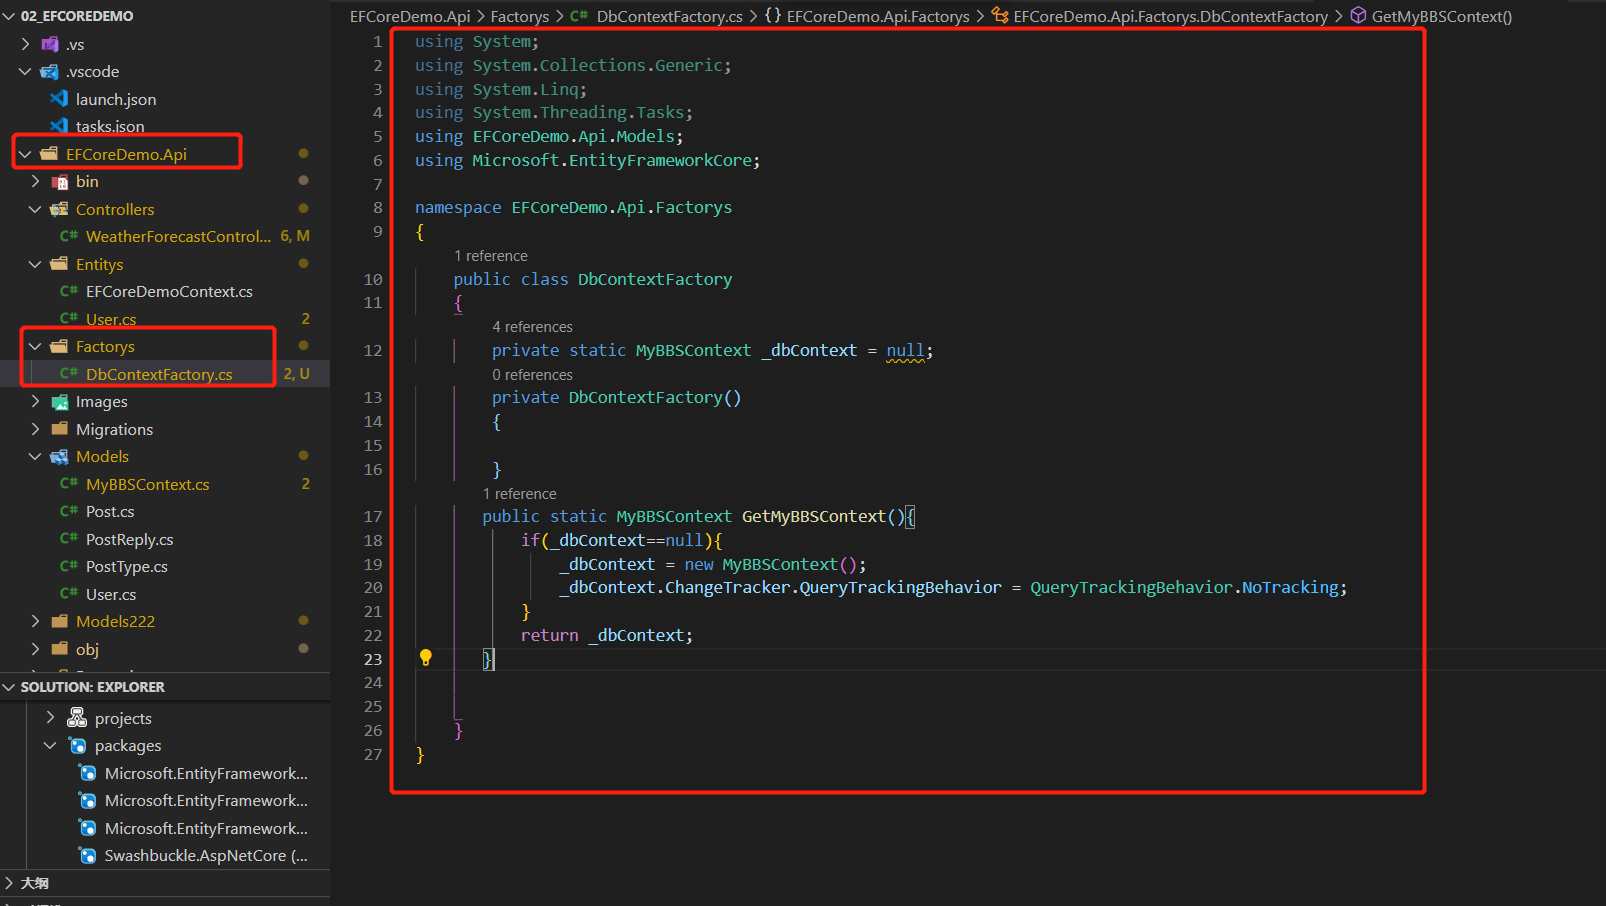 02_EFCOREDEMO
.vs
.vscode
launch.json
tasks.json
EFCoreDemo.Api
bin
Controllers
WeatherForecastControl... 6, M
Entitys
EFCoreDemoContext.cs
User.cs 2
Factorys
DbContextFactory.cs 2, U
Images
Migrations
Models
MyBBSContext.cs 2
Post.cs
PostReply.cs
PostType.cs
User.cs
Models222
obj
SOLUTION: EXPLORER
projects
packages
Microsoft.EntityFramework...
Microsoft.EntityFramework...
Microsoft.EntityFramework...
Swashbuckle.AspNetCore (...
大纲
EFCoreDemo.Api > Factorys > C# DbContextFactory.cs > {} EFCoreDemo.Api.Factorys > EFCoreDemo.Api.Factorys.DbContextFactory > GetMyBBSContext()
1 using System;
2 using System.Collections.Generic;
3 using System.Linq;
4 using System.Threading.Tasks;
5 using EFCoreDemo.Api.Models;
6 using Microsoft.EntityFrameworkCore;
7
8 namespace EFCoreDemo.Api.Factorys
9 {
1 reference
10 public class DbContextFactory
11 {
4 references
12 private static MyBBSContext _dbContext = null;
0 references
13 private DbContextFactory()
14 {
15
16 }
1 reference
17 public static MyBBSContext GetMyBBSContext(){
18 if(_dbContext==null){
19 _dbContext = new MyBBSContext();
20 _dbContext.ChangeTracker.QueryTrackingBehavior = QueryTrackingBehavior.NoTracking;
21 }
22 return _dbContext;
23 }
24
25
26 }
27 }